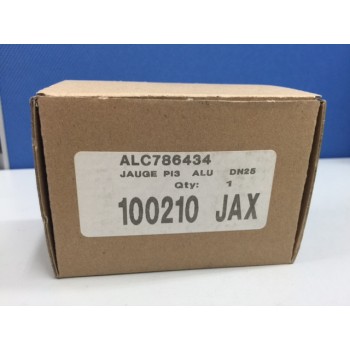 ALC786434
JAUGE PI3 ALU DN25
Qty: 1
100210 JAX